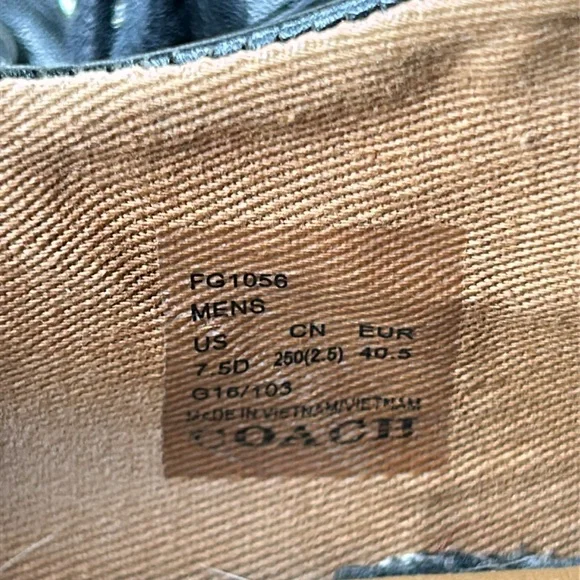 FG1056
MENS
US CN EUR
7.5D 250(2.5) 40.5
G16/103
MADE IN VIETNAM/VIETNAM
COACH